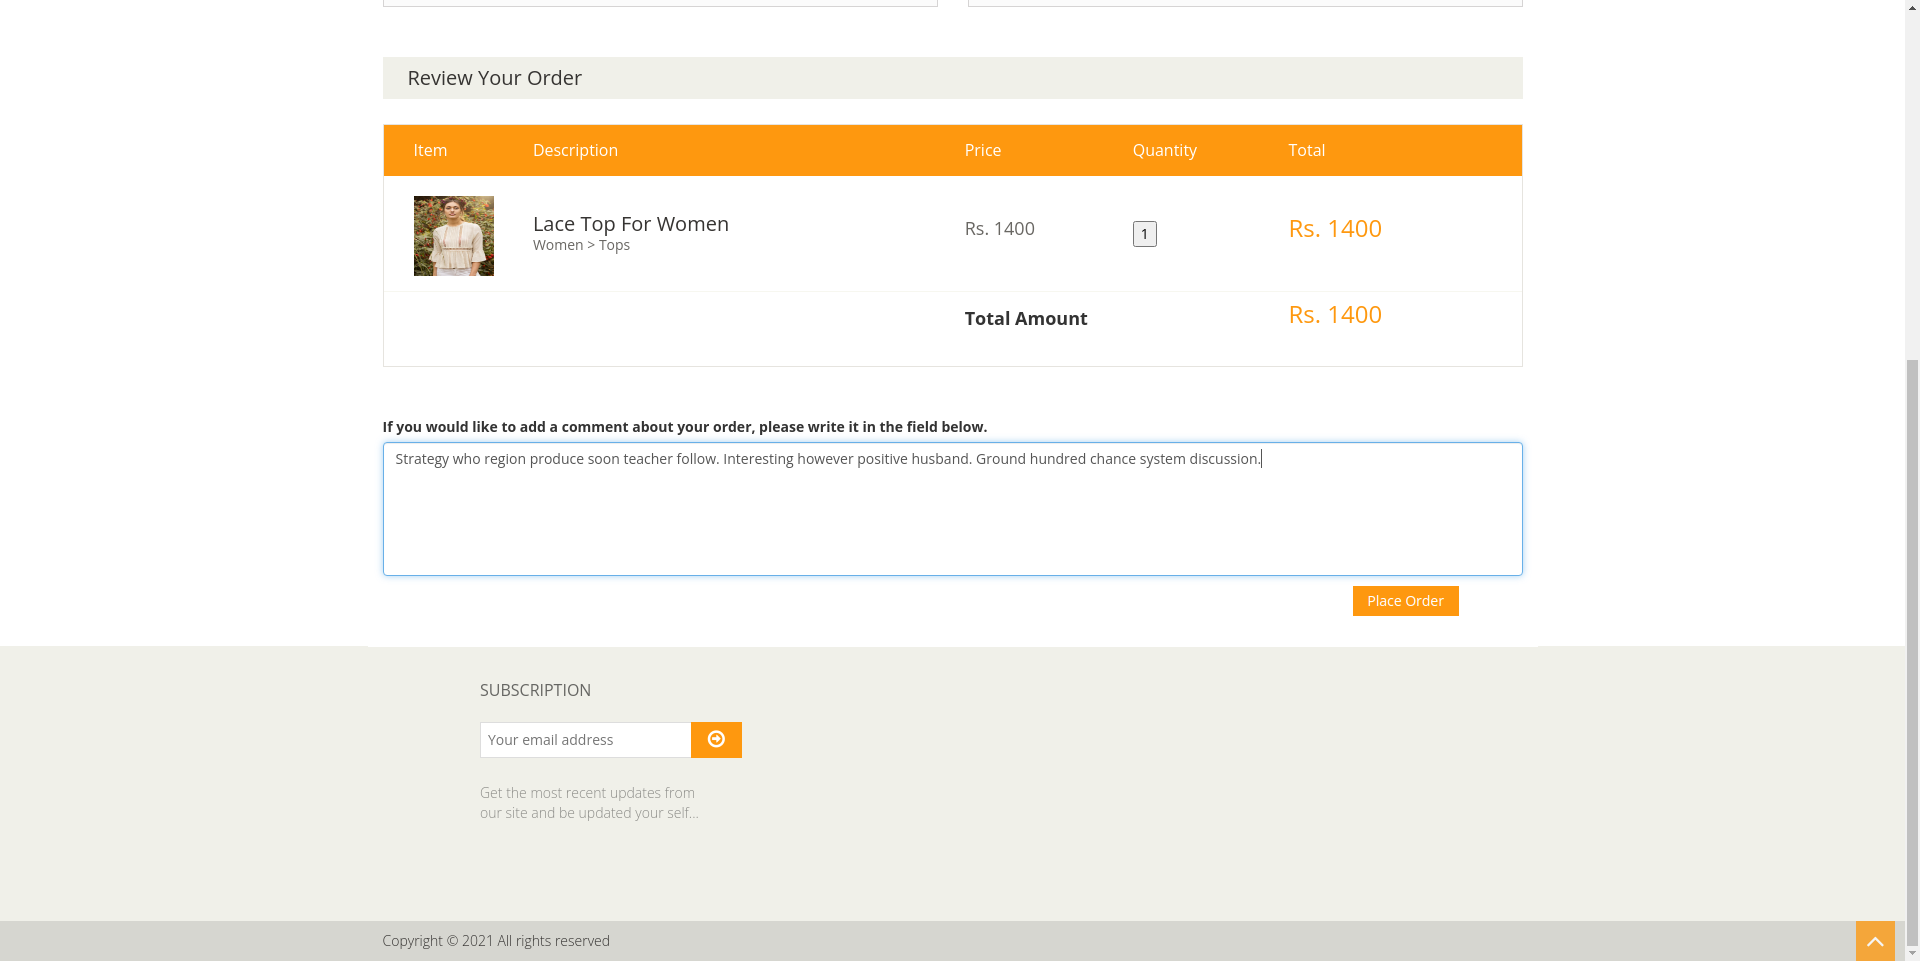 Review Your Order
Item Description Price Quantity Total
Lace Top For Women
Women > Tops
Rs. 1400
1
Rs. 1400
Total Amount
Rs. 1400
If you would like to add a comment about your order, please write it in the field below.
Strategy who region produce soon teacher follow. Interesting however positive husband. Ground hundred chance system discussion.
Place Order
SUBSCRIPTION
Your email address
Get the most recent updates from
our site and be updated your self...
Copyright © 2021 All rights reserved